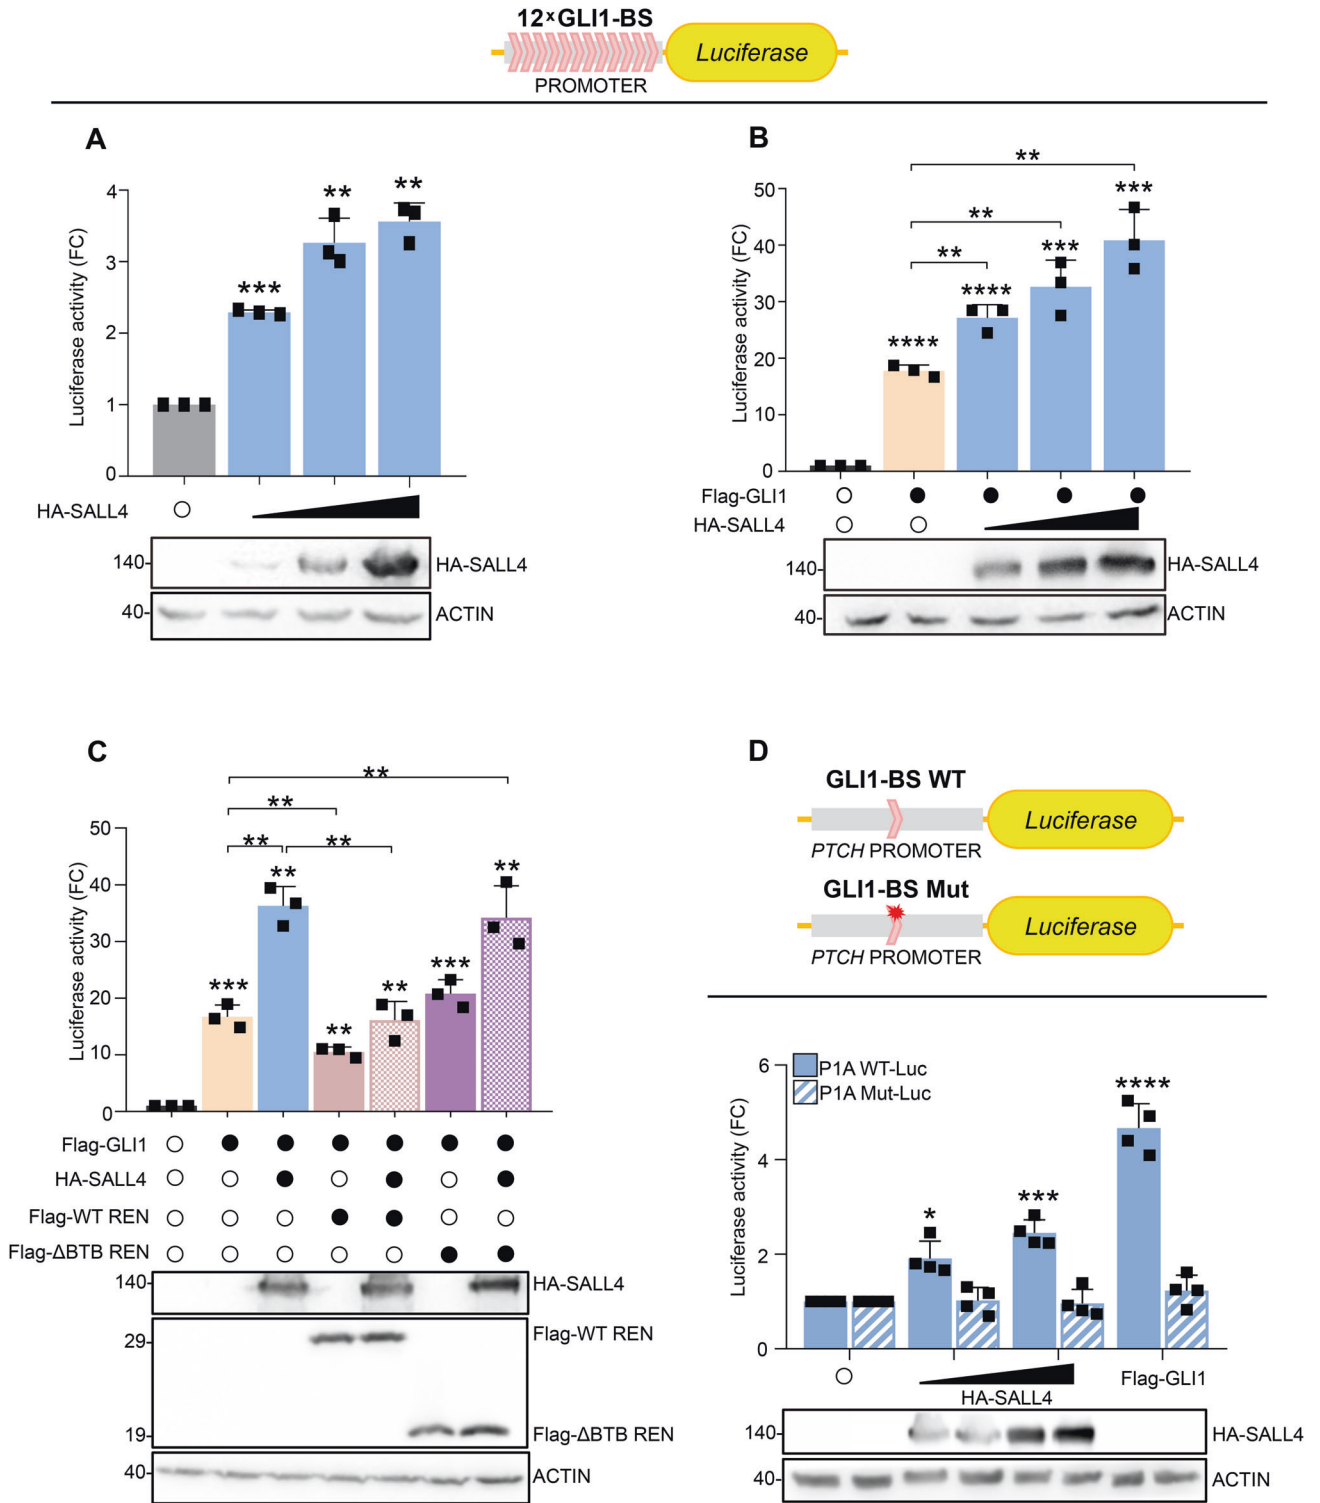 12×GLI1-BS
Luciferase
PROMOTER
A
Luciferase activity (FC)
4
3
2
1
0
***
**
**
HA-SALL4
140-
HA-SALL4
40-
ACTIN
B
Luciferase activity (FC)
50
40
30
20
10
0
**
**
**
****
****
***
***
Flag-GLI1
HA-SALL4
140-
HA-SALL4
40-
ACTIN
C
Luciferase activity (FC)
50
40
30
20
10
0
**
**
**
**
***
**
**
**
***
**
Flag-GLI1
HA-SALL4
Flag-WT REN
Flag-ΔBTB REN
140-
HA-SALL4
29-
Flag-WT REN
19-
Flag-ΔBTB REN
40-
ACTIN
D
GLI1-BS WT
Luciferase
PTCH PROMOTER
GLI1-BS Mut
Luciferase
PTCH PROMOTER
Luciferase activity (FC)
6
4
2
0
P1A WT-Luc
P1A Mut-Luc
*
***
****
HA-SALL4
Flag-GLI1
140-
HA-SALL4
40-
ACTIN